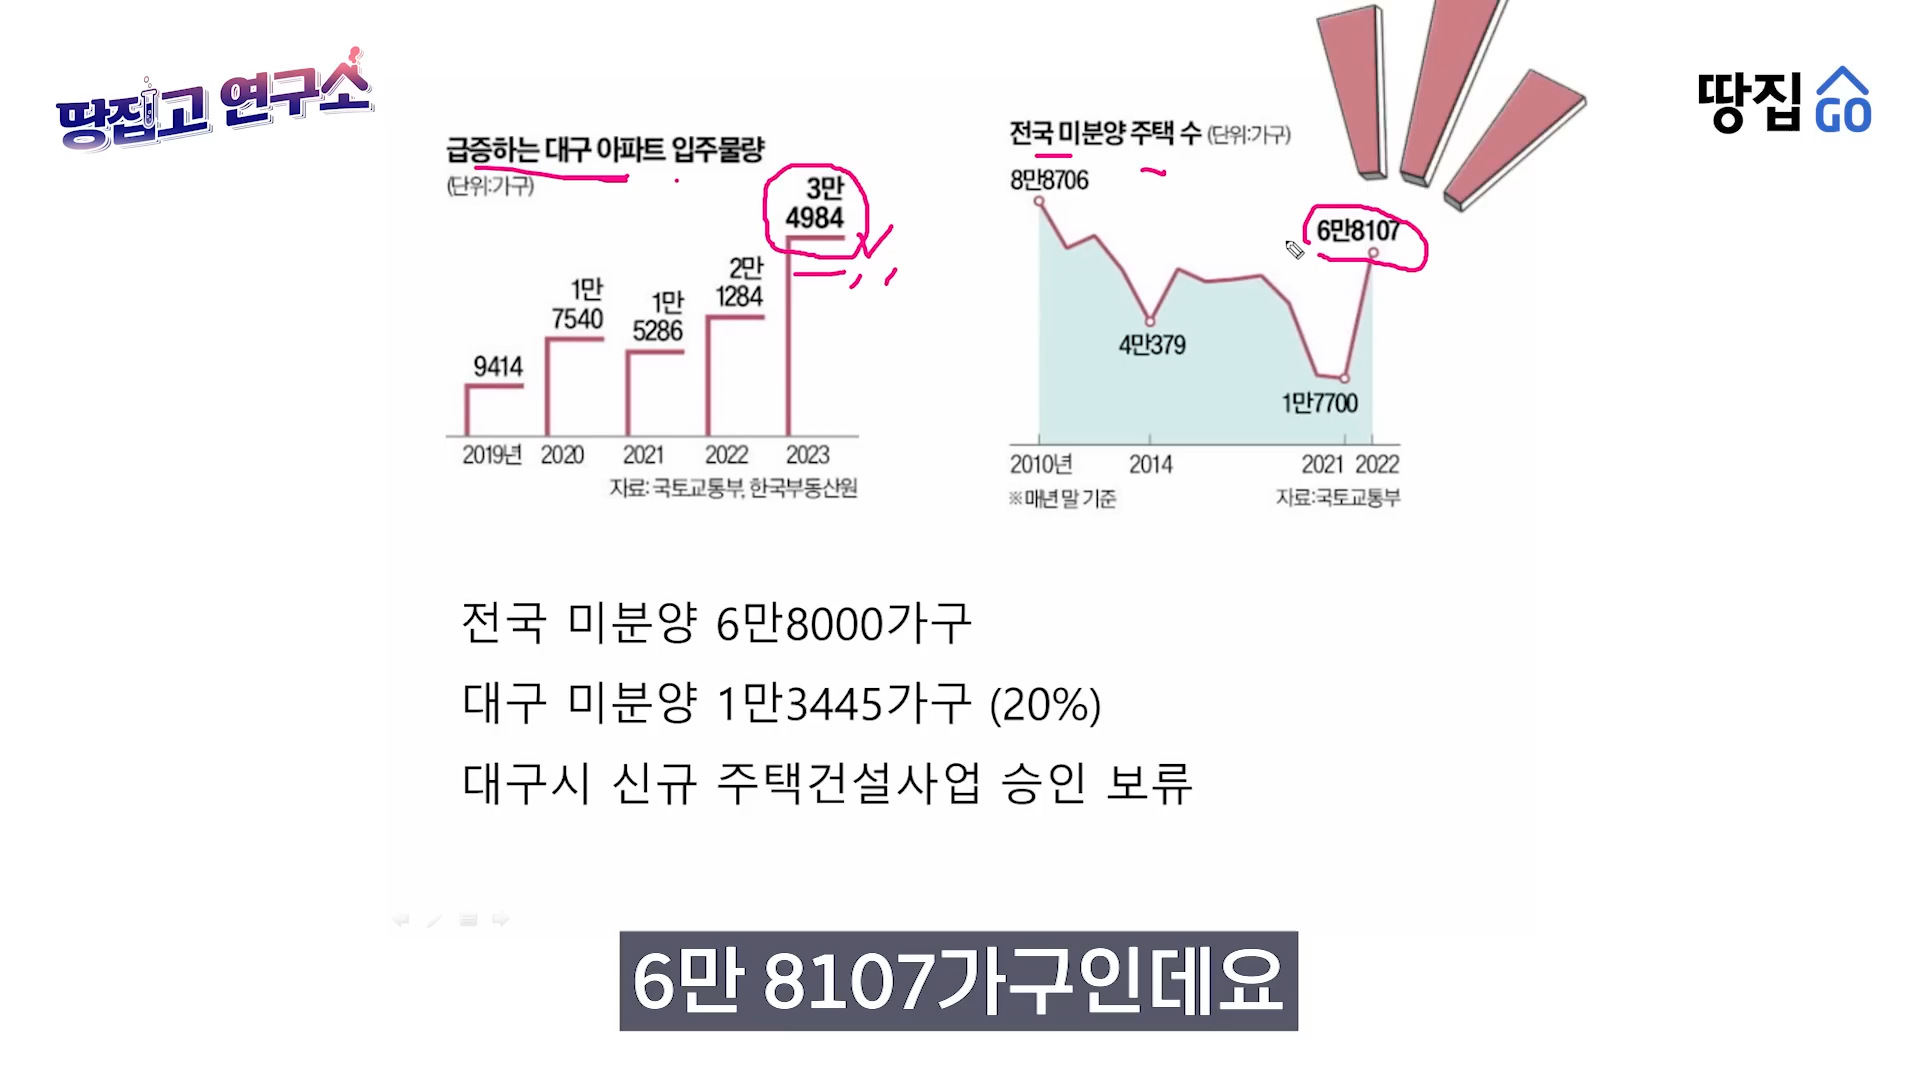 땅집고 연구소
땅집
GO
급증하는 대구 아파트 입주물량
(단위:가구)
9414
1만
7540
1만
5286
2만
1284
3만
4984
2019년 2020 2021 2022 2023
자료: 국토교통부, 한국부동산원
전국 미분양 주택 수 (단위:가구)
8만8706
4만379
1만7700
6만8107
2010년 2014 2021 2022
※매년 말 기준 자료:국토교통부
전국 미분양 6만8000가구
대구 미분양 1만3445가구 (20%)
대구시 신규 주택건설사업 승인 보류
6만 8107가구인데요